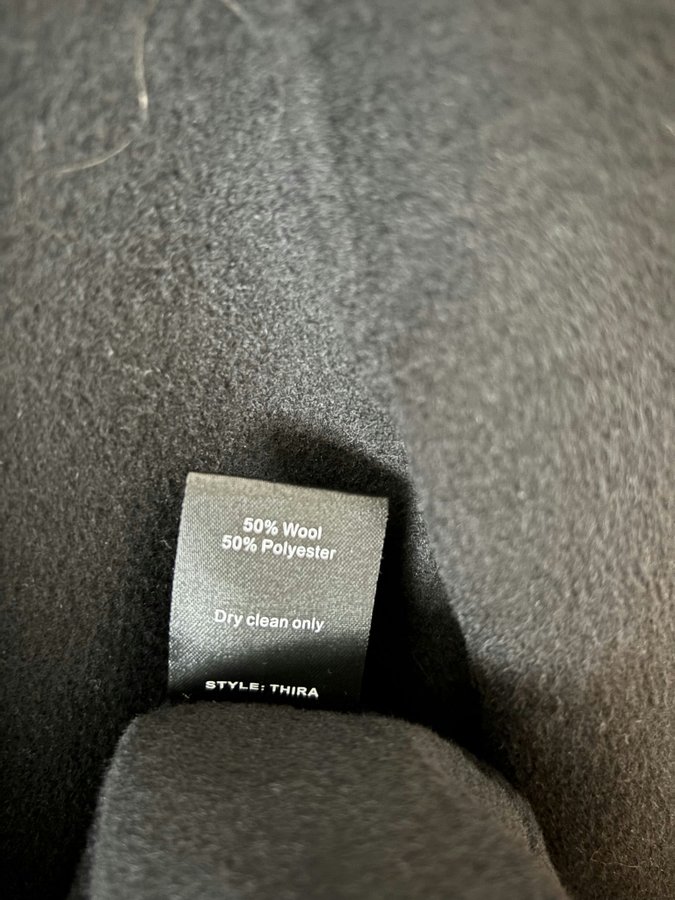 50% Wool
50% Polyester
Dry clean only
STYLE: THIRA